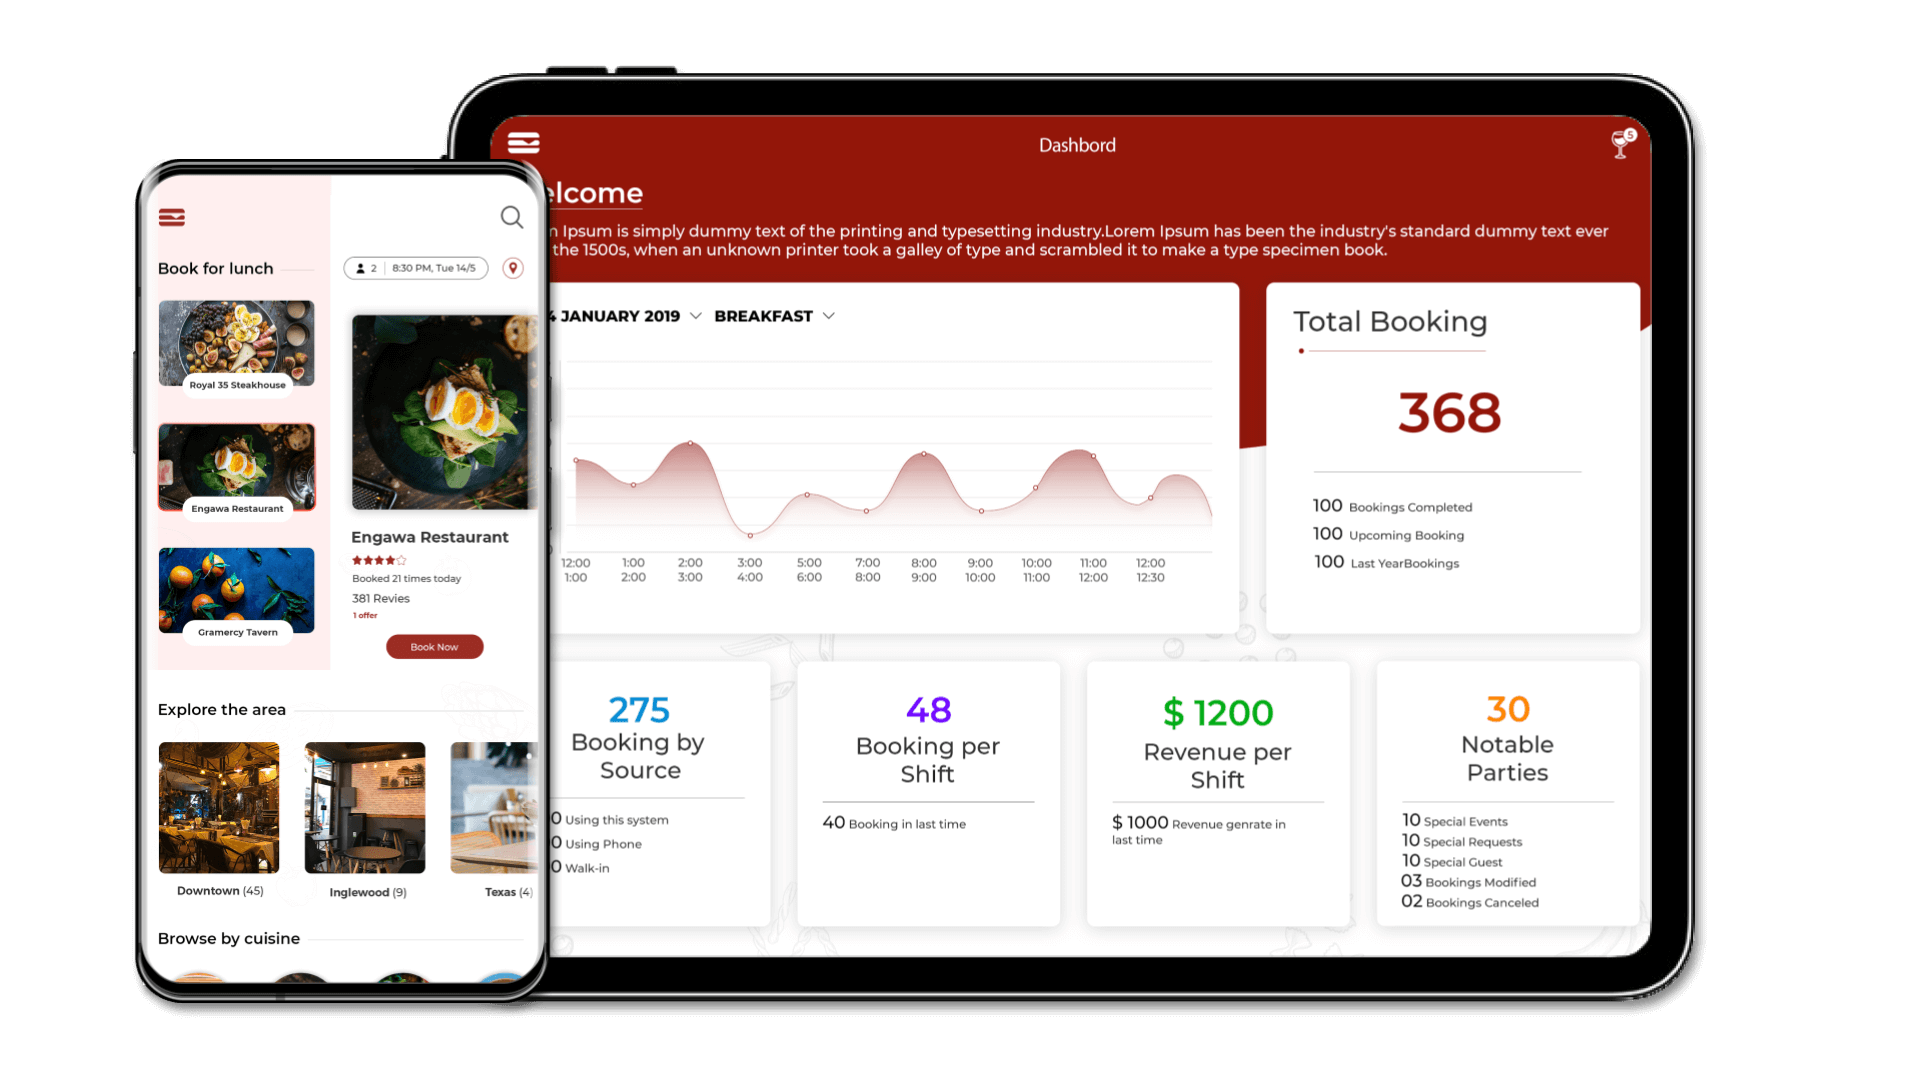 Book for lunch
2 8:30 PM, Tue 14/5
Royal 35 Steakhouse
Engawa Restaurant
Gramercy Tavern
Engawa Restaurant
Booked 21 times today
381 Revies
1 offer
Book Now
Explore the area
Downtown (45)
Inglewood (9)
Texas (4)
Browse by cuisine
Dashbord
5
elcome
Ipsum is simply dummy text of the printing and typesetting industry.Lorem Ipsum has been the industry's standard dummy text ever
the 1500s, when an unknown printer took a galley of type and scrambled it to make a type specimen book.
4 JANUARY 2019 BREAKFAST
12:00 1:00 2:00 3:00 5:00 7:00 8:00 9:00 10:00 11:00 12:00
1:00 2:00 3:00 4:00 6:00 8:00 9:00 10:00 11:00 12:00 12:30
Total Booking
368
100 Bookings Completed
100 Upcoming Booking
100 Last YearBookings
275
Booking by
Source
0 Using this system
0 Using Phone
0 Walk-in
48
Booking per
Shift
40 Booking in last time
$ 1200
Revenue per
Shift
$ 1000 Revenue genrate in
last time
30
Notable
Parties
10 Special Events
10 Special Requests
10 Special Guest
03 Bookings Modified
02 Bookings Canceled